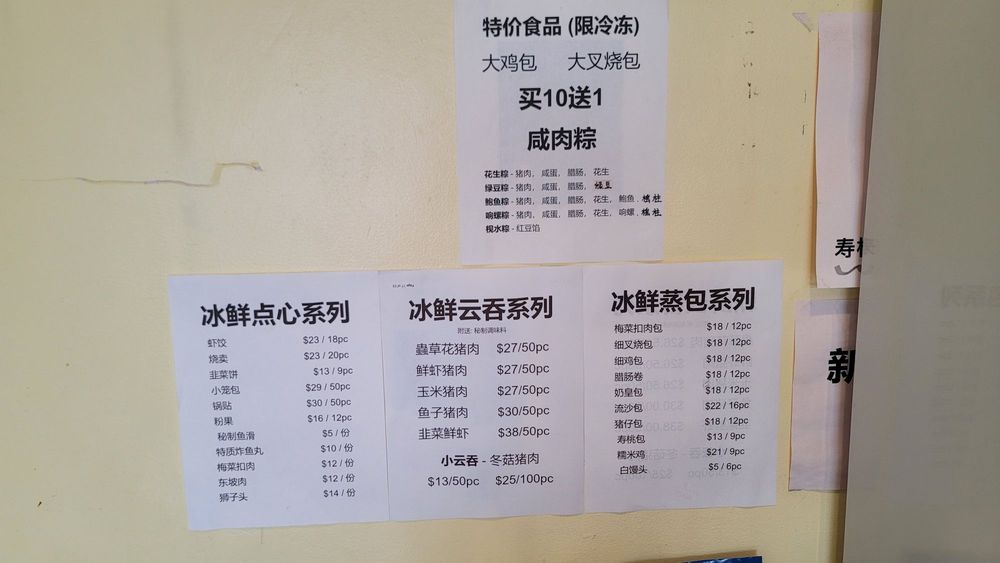 特价食品 (限冷冻)
大鸡包 大叉烧包
买10送1
咸肉粽
花生粽 - 猪肉, 咸蛋, 腊肠, 花生
绿豆粽 - 猪肉, 咸蛋, 腊肠, 绿豆
鲍鱼粽 - 猪肉, 咸蛋, 腊肠, 花生, 鲍鱼, 瑶柱
响螺粽 - 猪肉, 咸蛋, 腊肠, 花生, 响螺, 瑶柱
枧水粽 - 红豆馅
冰鲜点心系列
虾饺 $23 / 18pc
烧卖 $23 / 20pc
韭菜饼 $13 / 9pc
小笼包 $29 / 50pc
锅贴 $30 / 50pc
粉果 $16 / 12pc
秘制鱼滑 $5 / 份
特质炸鱼丸 $10 / 份
梅菜扣肉 $12 / 份
东坡肉 $12 / 份
狮子头 $14 / 份
冰鲜云吞系列
附送: 秘制调味料
蟲草花猪肉 $27/50pc
鲜虾猪肉 $27/50pc
玉米猪肉 $27/50pc
鱼子猪肉 $30/50pc
韭菜鲜虾 $38/50pc
小云吞 - 冬菇猪肉
$13/50pc $25/100pc
冰鲜蒸包系列
梅菜扣肉包 $18 / 12pc
细叉烧包 $18 / 12pc
细鸡包 $18 / 12pc
腊肠卷 $18 / 12pc
奶皇包 $18 / 12pc
流沙包 $22 / 16pc
猪仔包 $18 / 12pc
寿桃包 $13 / 9pc
糯米鸡 $21 / 9pc
白馒头 $5 / 6pc
寿
新